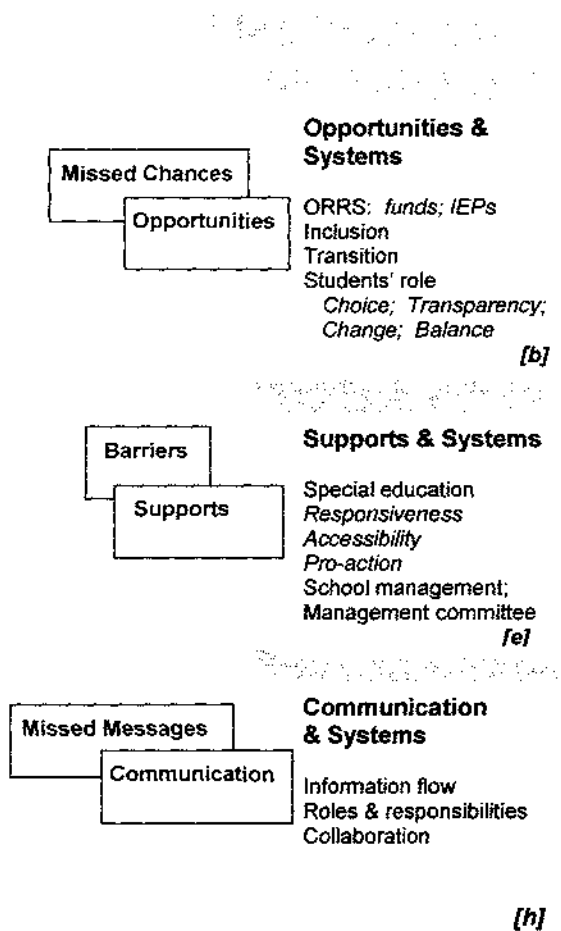 Opportunities &
Systems
Missed Chances
Opportunities
ORRS: funds; IEPs
Inclusion
Transition
Students' role
Choice; Transparency;
Change; Balance
[b]
Supports & Systems
Barriers
Supports
Special education
Responsiveness
Accessibility
Pro-action
School management;
Management committee
[e]
Communication
& Systems
Missed Messages
Communication
Information flow
Roles & responsibilities
Collaboration
[h]